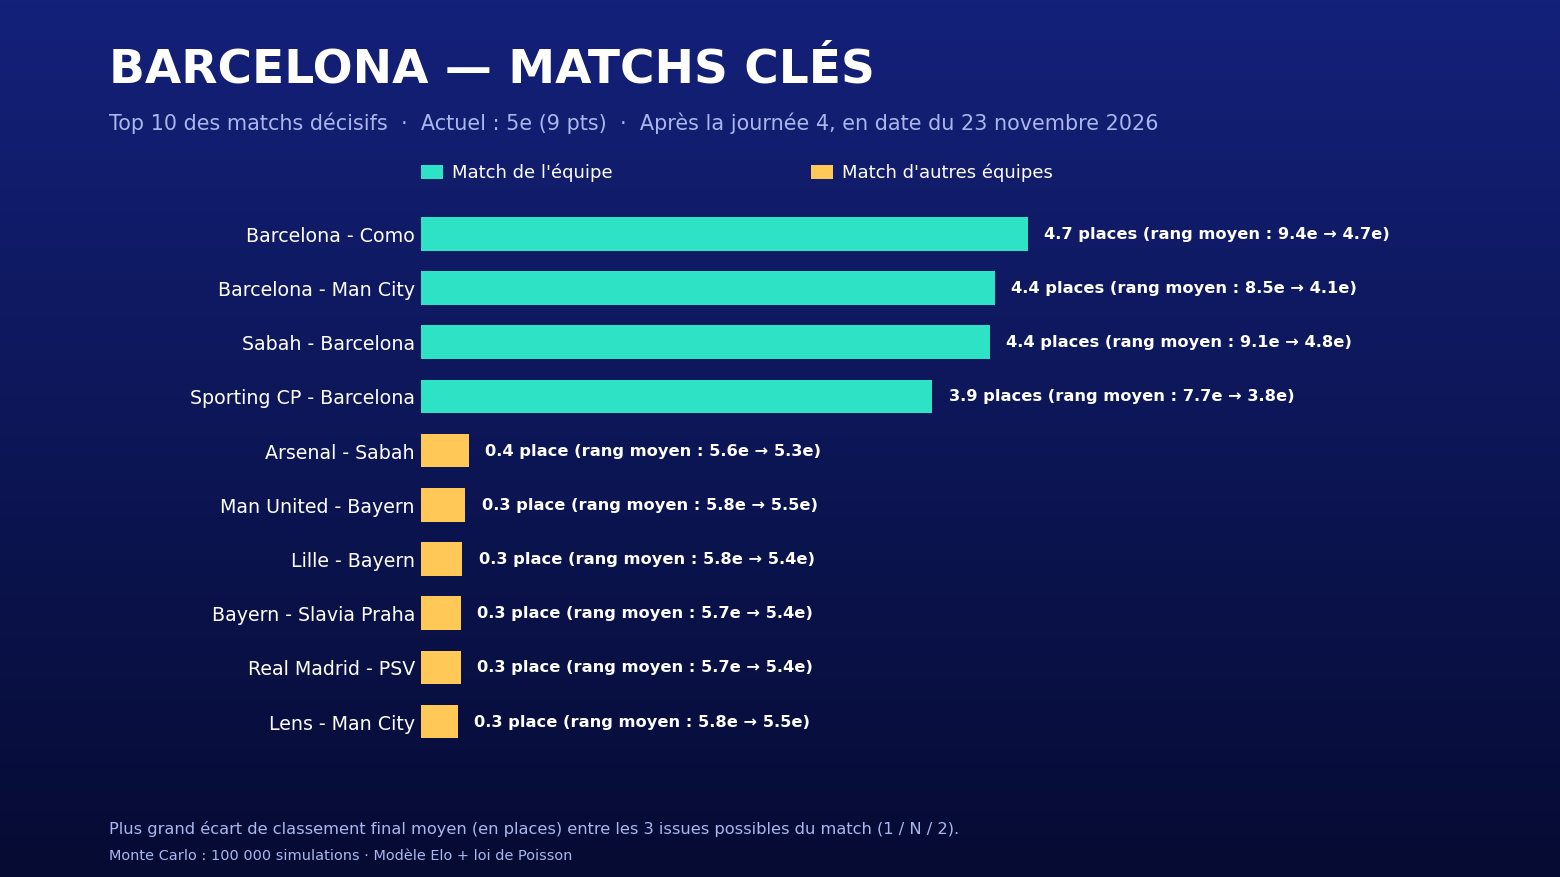 BARCELONA — MATCHS CLÉS
Top 10 des matchs décisifs · Actuel : 5e (9 pts) · Après la journée 4, en date du 23 novembre 2026
Match de l'équipe
Match d'autres équipes
Barcelona - Como 4.7 places (rang moyen : 9.4e → 4.7e)
Barcelona - Man City 4.4 places (rang moyen : 8.5e → 4.1e)
Sabah - Barcelona 4.4 places (rang moyen : 9.1e → 4.8e)
Sporting CP - Barcelona 3.9 places (rang moyen : 7.7e → 3.8e)
Arsenal - Sabah 0.4 place (rang moyen : 5.6e → 5.3e)
Man United - Bayern 0.3 place (rang moyen : 5.8e → 5.5e)
Lille - Bayern 0.3 place (rang moyen : 5.8e → 5.4e)
Bayern - Slavia Praha 0.3 place (rang moyen : 5.7e → 5.4e)
Real Madrid - PSV 0.3 place (rang moyen : 5.7e → 5.4e)
Lens - Man City 0.3 place (rang moyen : 5.8e → 5.5e)
Plus grand écart de classement final moyen (en places) entre les 3 issues possibles du match (1 / N / 2).
Monte Carlo : 100 000 simulations · Modèle Elo + loi de Poisson